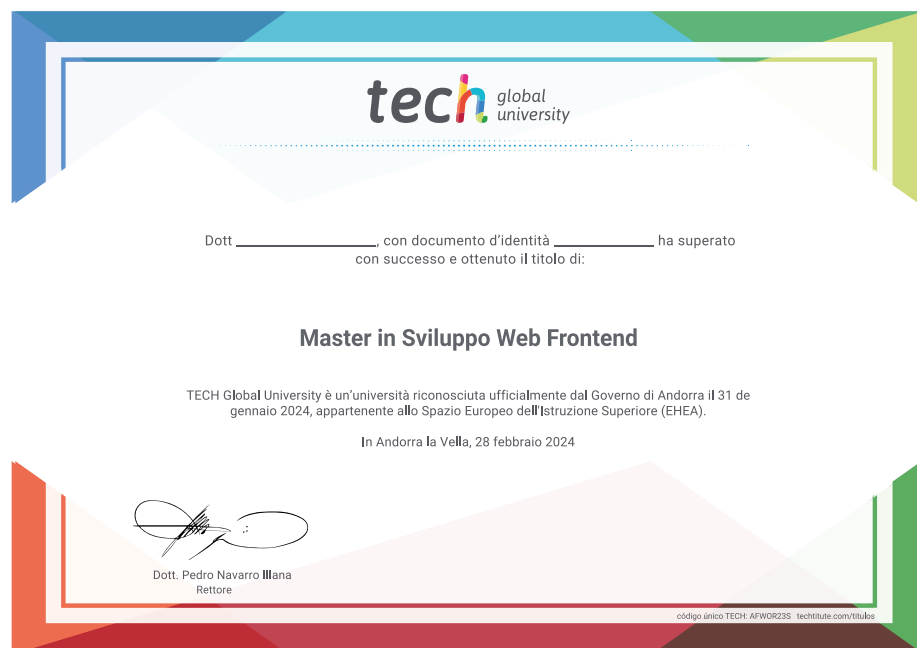 tech global
university
Dott ____________________, con documento d'identità ______________ ha superato
con successo e ottenuto il titolo di:
Master in Sviluppo Web Frontend
TECH Global University è un'università riconosciuta ufficialmente dal Governo di Andorra il 31 de
gennaio 2024, appartenente allo Spazio Europeo dell'Istruzione Superiore (EHEA).
In Andorra la Vella, 28 febbraio 2024
Dott. Pedro Navarro Illana
Rettore
código único TECH: AFWOR23S techtitute.com/titulos